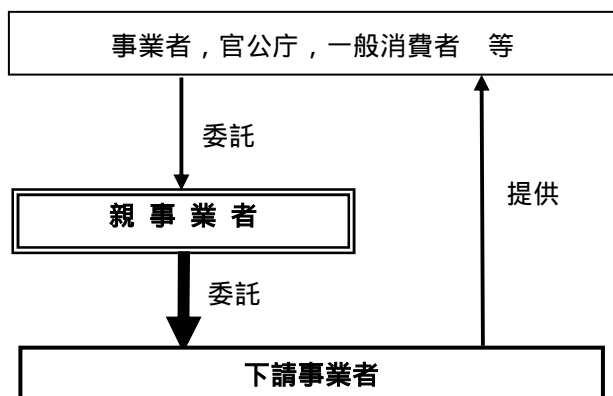 事業者，官公庁，一般消費者　等
委託
親 事 業 者
提供
委託
下請事業者